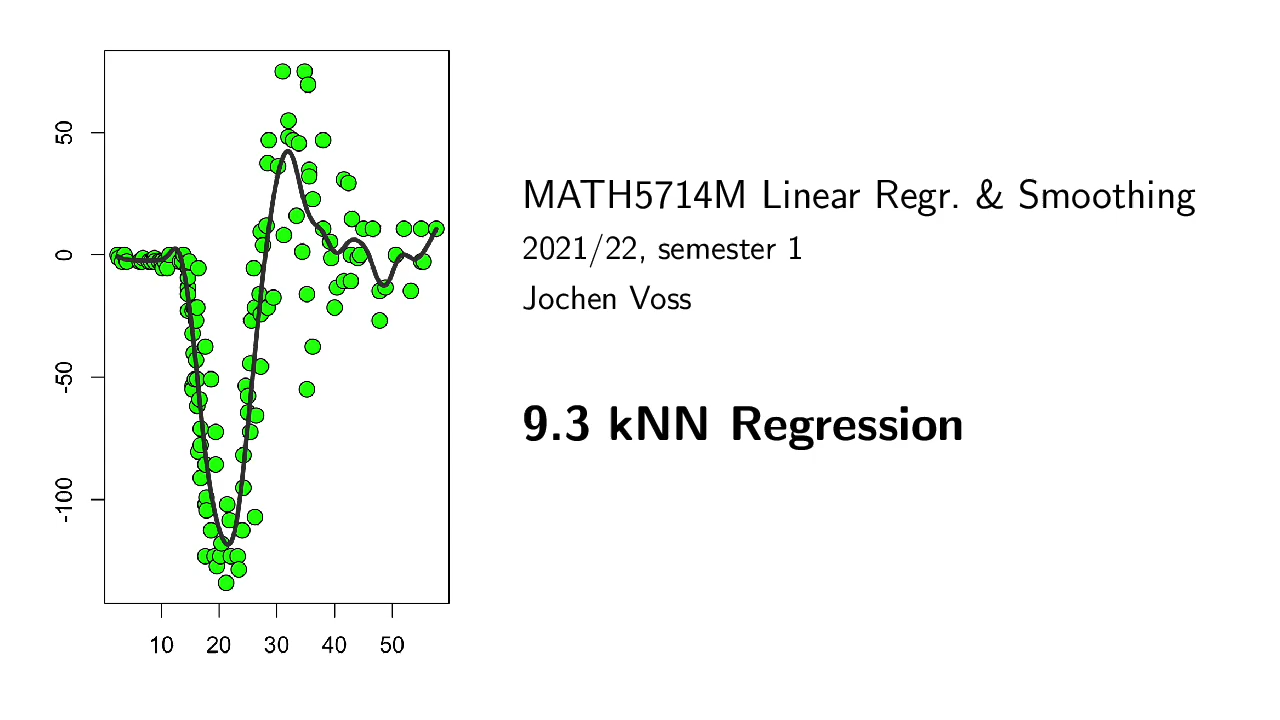 MATH5714M Linear Regr. & Smoothing
2021/22, semester 1
Jochen Voss
9.3 kNN Regression
50
0
-50
-100
10 20 30 40 50